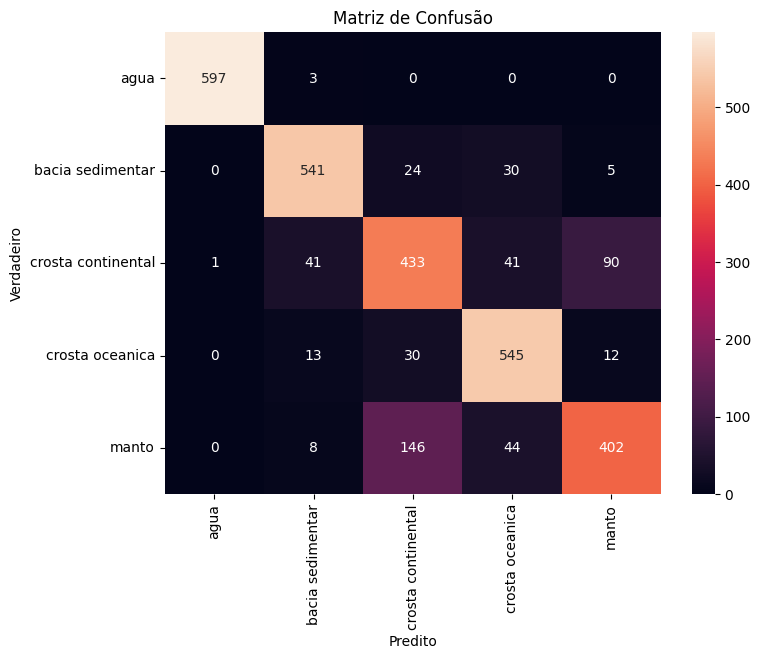 Matriz de Confusão
Verdadeiro
agua 597 3 0 0 0
bacia sedimentar 0 541 24 30 5
crosta continental 1 41 433 41 90
crosta oceanica 0 13 30 545 12
manto 0 8 146 44 402
agua bacia sedimentar crosta continental crosta oceanica manto
Predito
500
400
300
200
100
0